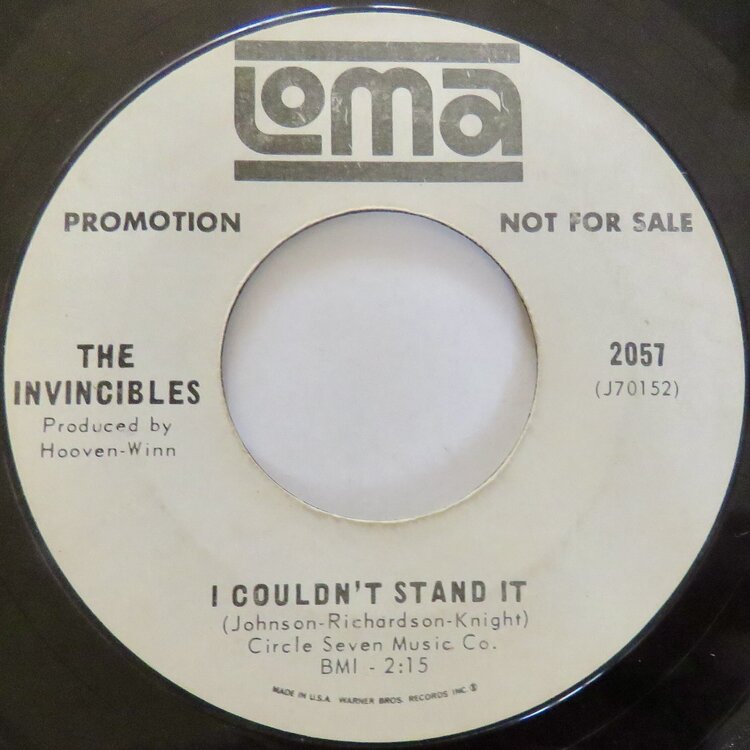 Loma
PROMOTION
NOT FOR SALE
THE
INVINCIBLES
Produced by
Hooven-Winn
2057
(J70152)
I COULDN'T STAND IT
(Johnson-Richardson-Knight)
Circle Seven Music Co.
BMI - 2:15
MADE IN U.S.A. WARNER BROS. RECORDS INC.